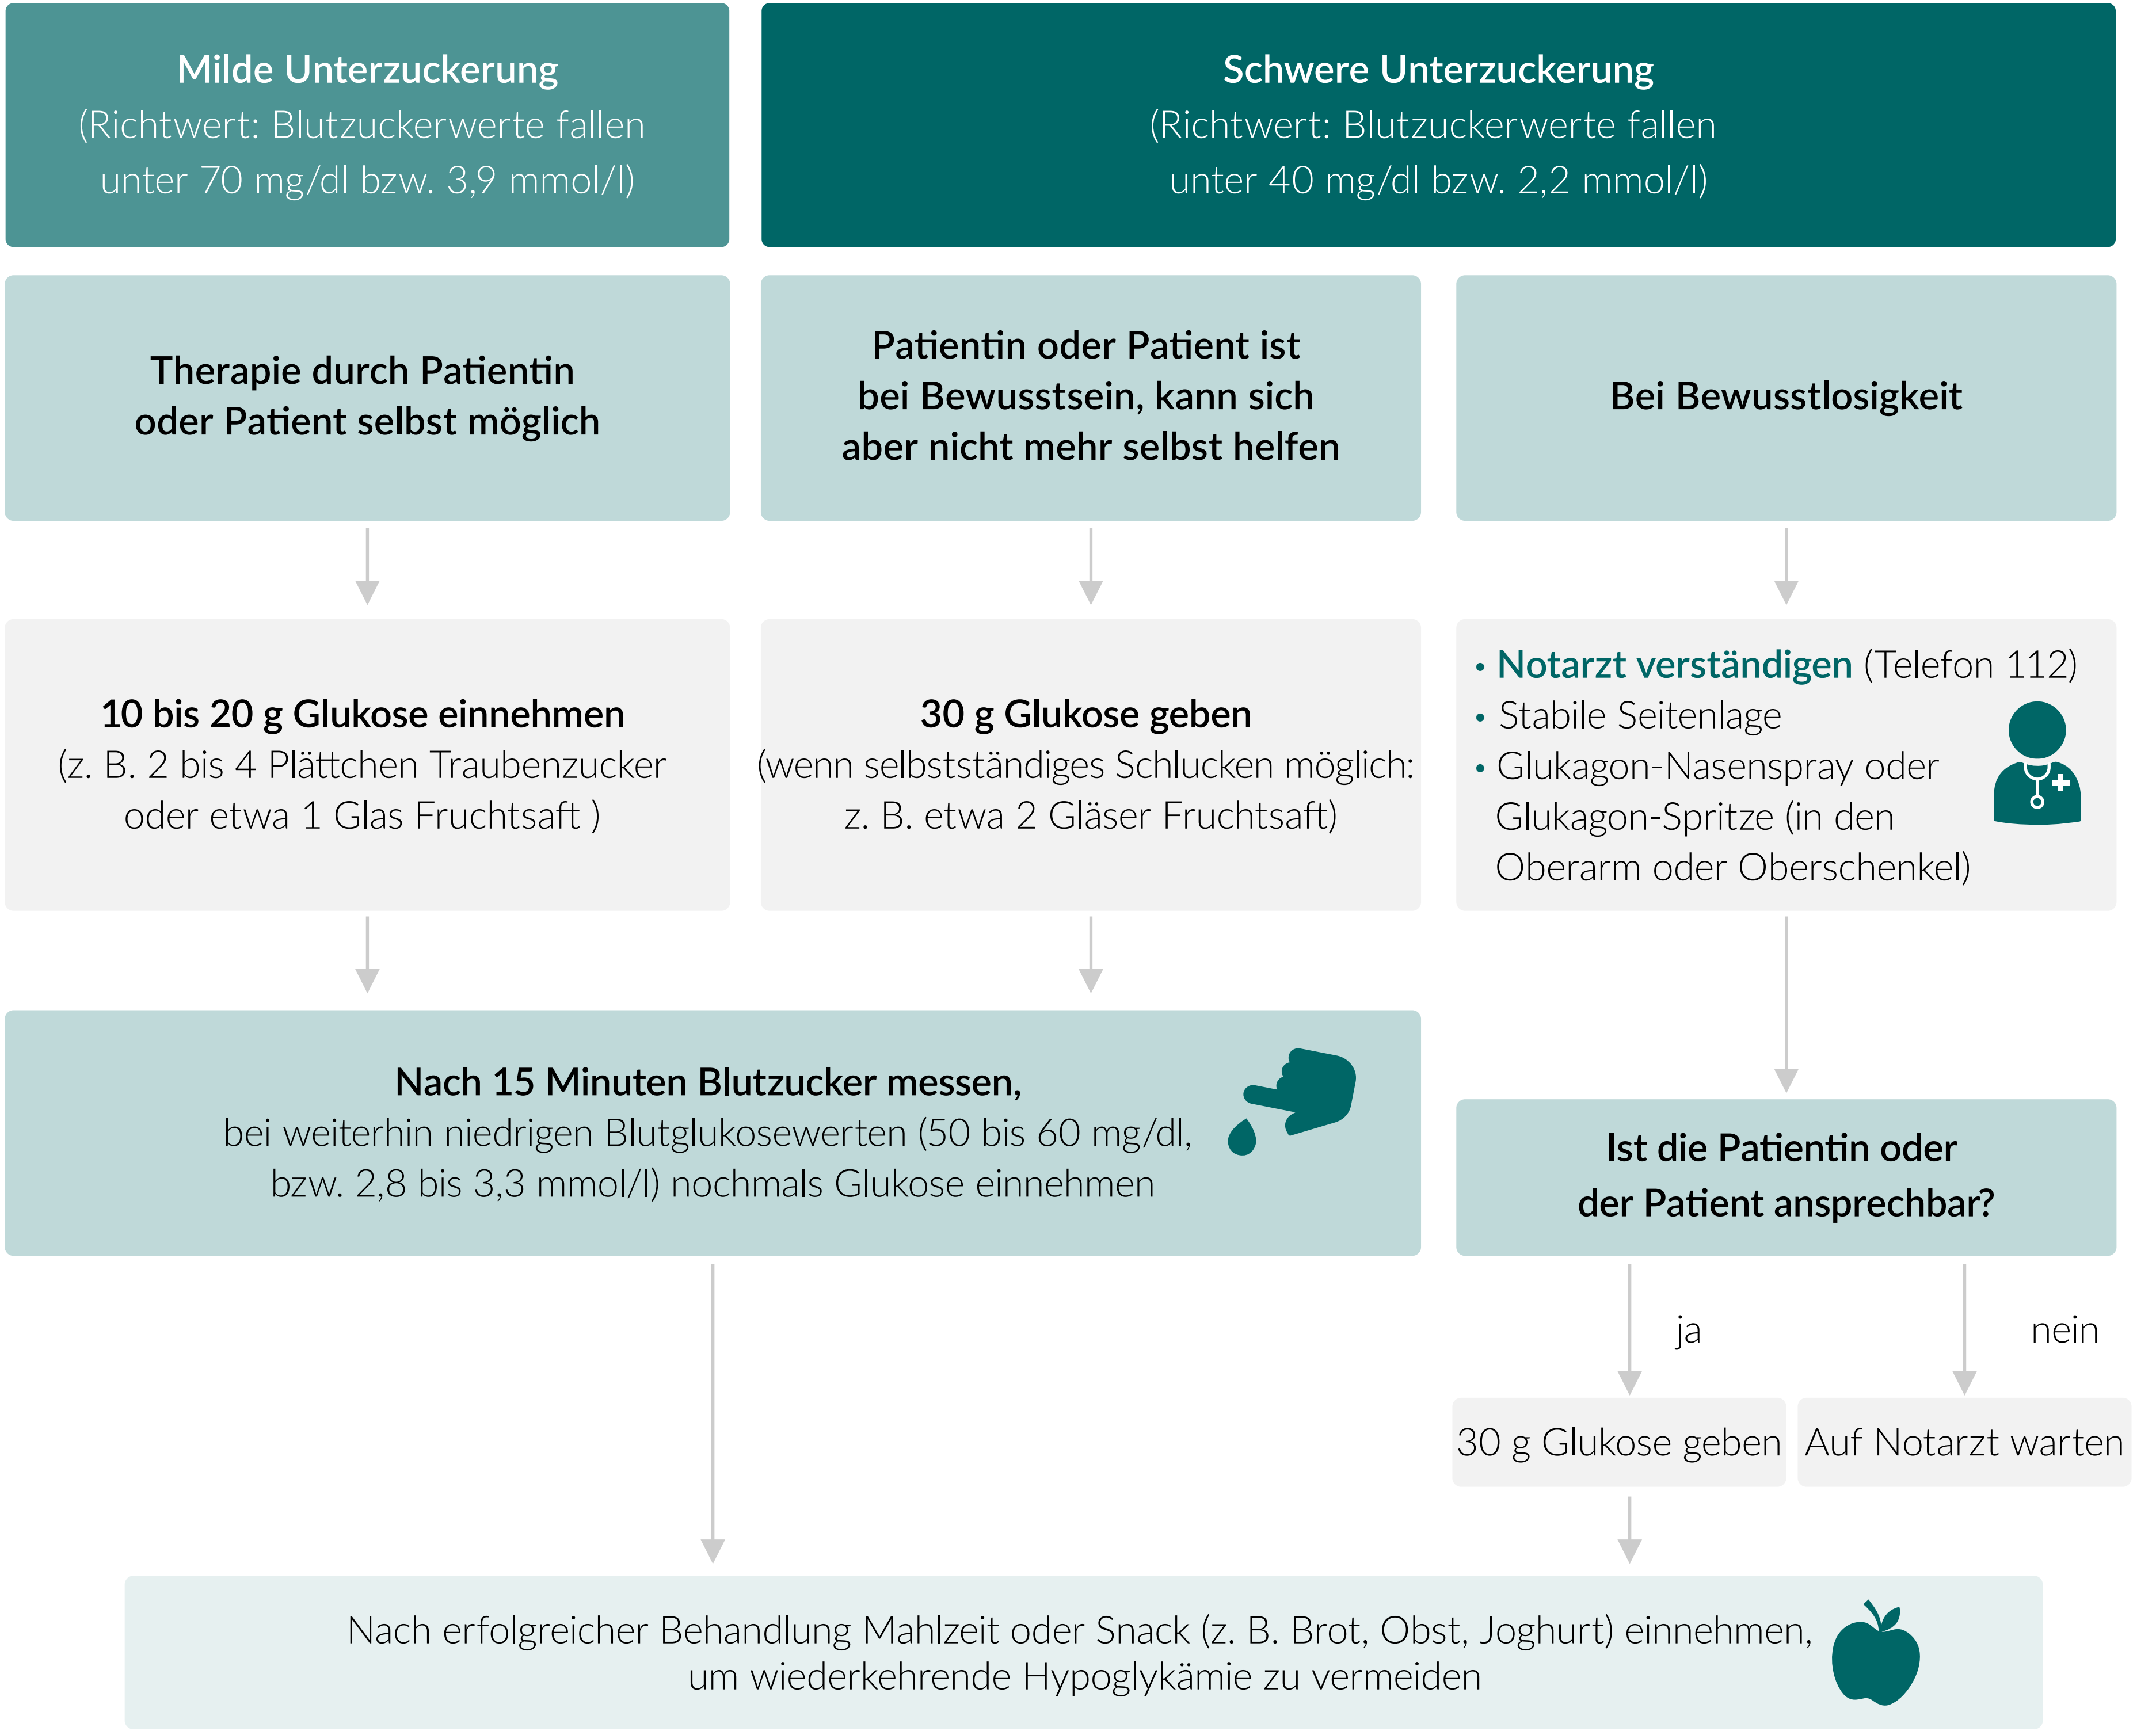 Milde Unterzuckerung
(Richtwert: Blutzuckerwerte fallen
unter 70 mg/dl bzw. 3,9 mmol/l)
Schwere Unterzuckerung
(Richtwert: Blutzuckerwerte fallen
unter 40 mg/dl bzw. 2,2 mmol/l)
Therapie durch Patientin
oder Patient selbst möglich
Patientin oder Patient ist
bei Bewusstsein, kann sich
aber nicht mehr selbst helfen
Bei Bewusstlosigkeit
10 bis 20 g Glukose einnehmen
(z. B. 2 bis 4 Plättchen Traubenzucker
oder etwa 1 Glas Fruchtsaft )
30 g Glukose geben
(wenn selbstständiges Schlucken möglich:
z. B. etwa 2 Gläser Fruchtsaft)
• Notarzt verständigen (Telefon 112)
• Stabile Seitenlage
• Glukagon-Nasenspray oder
Glukagon-Spritze (in den
Oberarm oder Oberschenkel)
Nach 15 Minuten Blutzucker messen,
bei weiterhin niedrigen Blutglukosewerten (50 bis 60 mg/dl,
bzw. 2,8 bis 3,3 mmol/l) nochmals Glukose einnehmen
Ist die Patientin oder
der Patient ansprechbar?
ja
nein
30 g Glukose geben
Auf Notarzt warten
Nach erfolgreicher Behandlung Mahlzeit oder Snack (z. B. Brot, Obst, Joghurt) einnehmen,
um wiederkehrende Hypoglykämie zu vermeiden